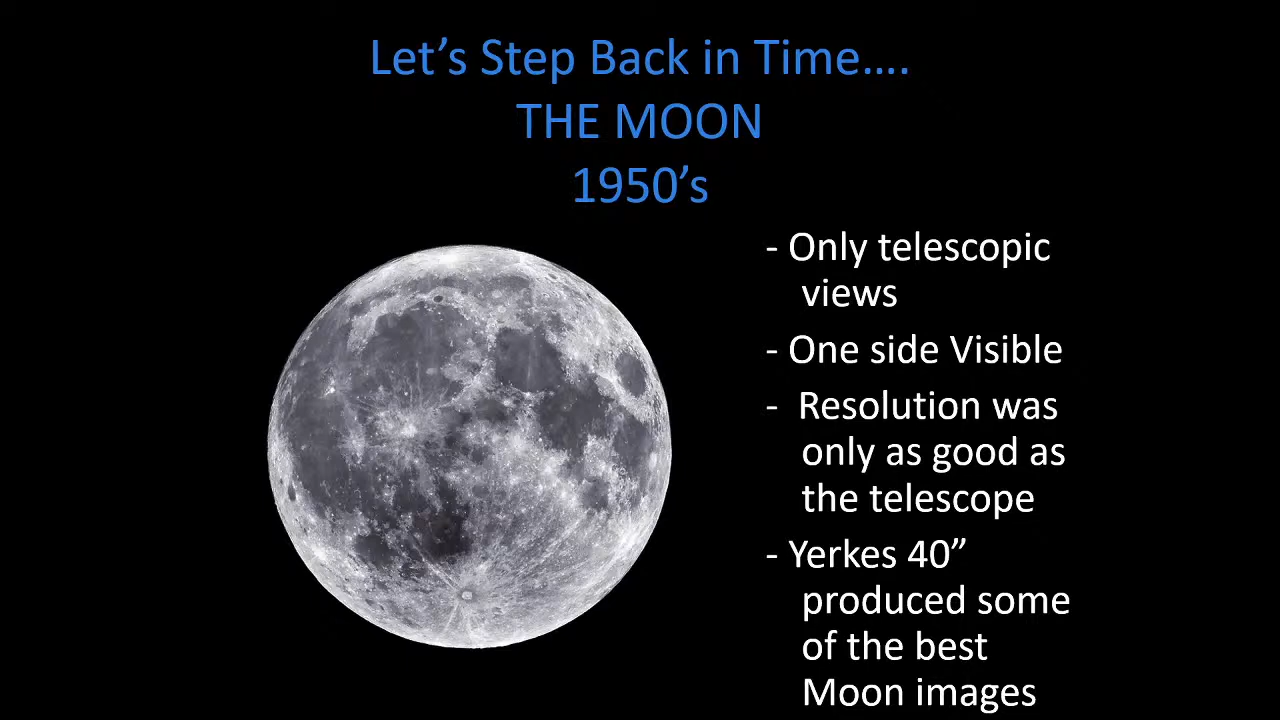 Let’s Step Back in Time....
THE MOON
1950’s
- Only telescopic
views
- One side Visible
- Resolution was
only as good as
the telescope
- Yerkes 40”
produced some
of the best
Moon images